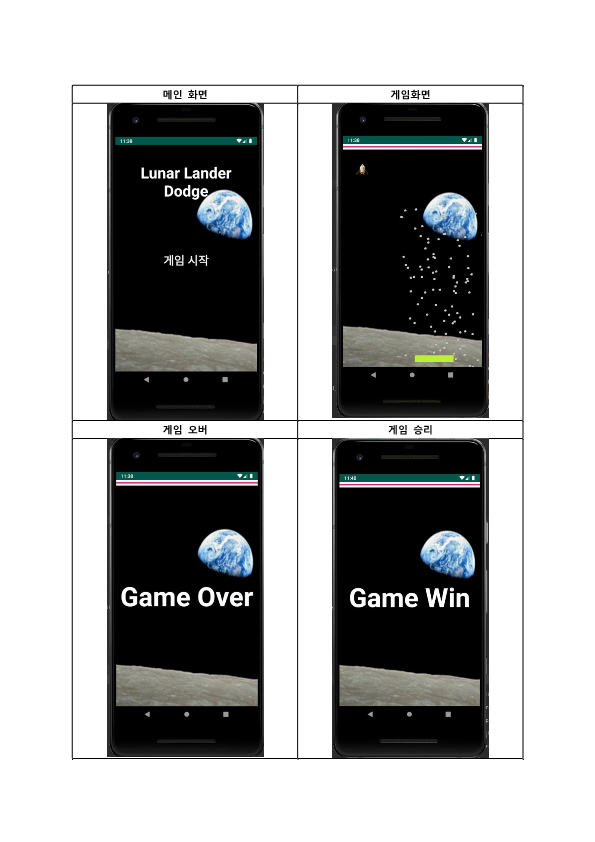 메인 화면
게임화면
11:38
Lunar Lander
Dodge
게임 시작
11:38
게임 오버
게임 승리
11:38
Game Over
11:40
Game Win